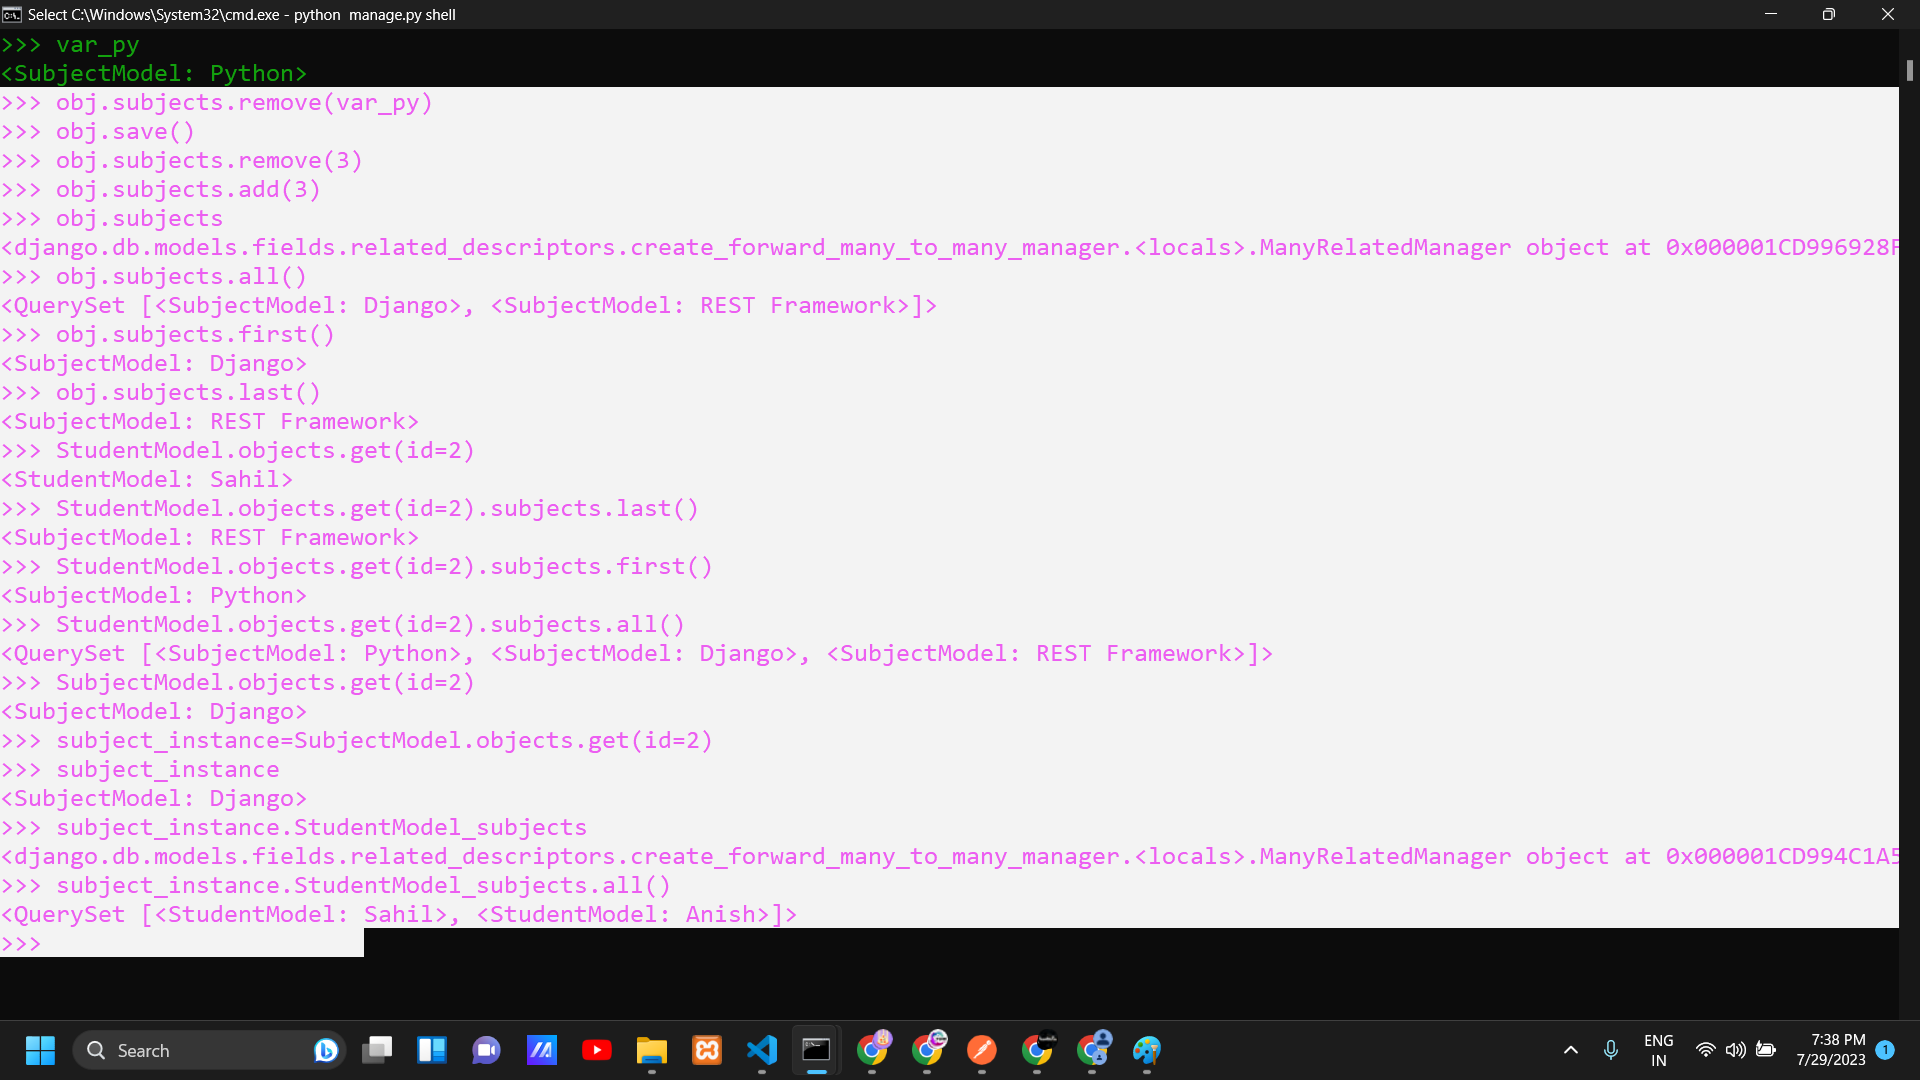 Select C:\Windows\System32\cmd.exe - python  manage.py shell
>>> var_py
<SubjectModel: Python>
>>> obj.subjects.remove(var_py)
>>> obj.save()
>>> obj.subjects.remove(3)
>>> obj.subjects.add(3)
>>> obj.subjects
<django.db.models.fields.related_descriptors.create_forward_many_to_many_manager.<locals>.ManyRelatedManager object at 0x000001CD996928F
>>> obj.subjects.all()
<QuerySet [<SubjectModel: Django>, <SubjectModel: REST Framework>]>
>>> obj.subjects.first()
<SubjectModel: Django>
>>> obj.subjects.last()
<SubjectModel: REST Framework>
>>> StudentModel.objects.get(id=2)
<StudentModel: Sahil>
>>> StudentModel.objects.get(id=2).subjects.last()
<SubjectModel: REST Framework>
>>> StudentModel.objects.get(id=2).subjects.first()
<SubjectModel: Python>
>>> StudentModel.objects.get(id=2).subjects.all()
<QuerySet [<SubjectModel: Python>, <SubjectModel: Django>, <SubjectModel: REST Framework>]>
>>> SubjectModel.objects.get(id=2)
<SubjectModel: Django>
>>> subject_instance=SubjectModel.objects.get(id=2)
>>> subject_instance
<SubjectModel: Django>
>>> subject_instance.StudentModel_subjects
<django.db.models.fields.related_descriptors.create_forward_many_to_many_manager.<locals>.ManyRelatedManager object at 0x000001CD994C1A5
>>> subject_instance.StudentModel_subjects.all()
<QuerySet [<StudentModel: Sahil>, <StudentModel: Anish>]>
>>>
Search
ENG
IN
7:38 PM
7/29/2023
1